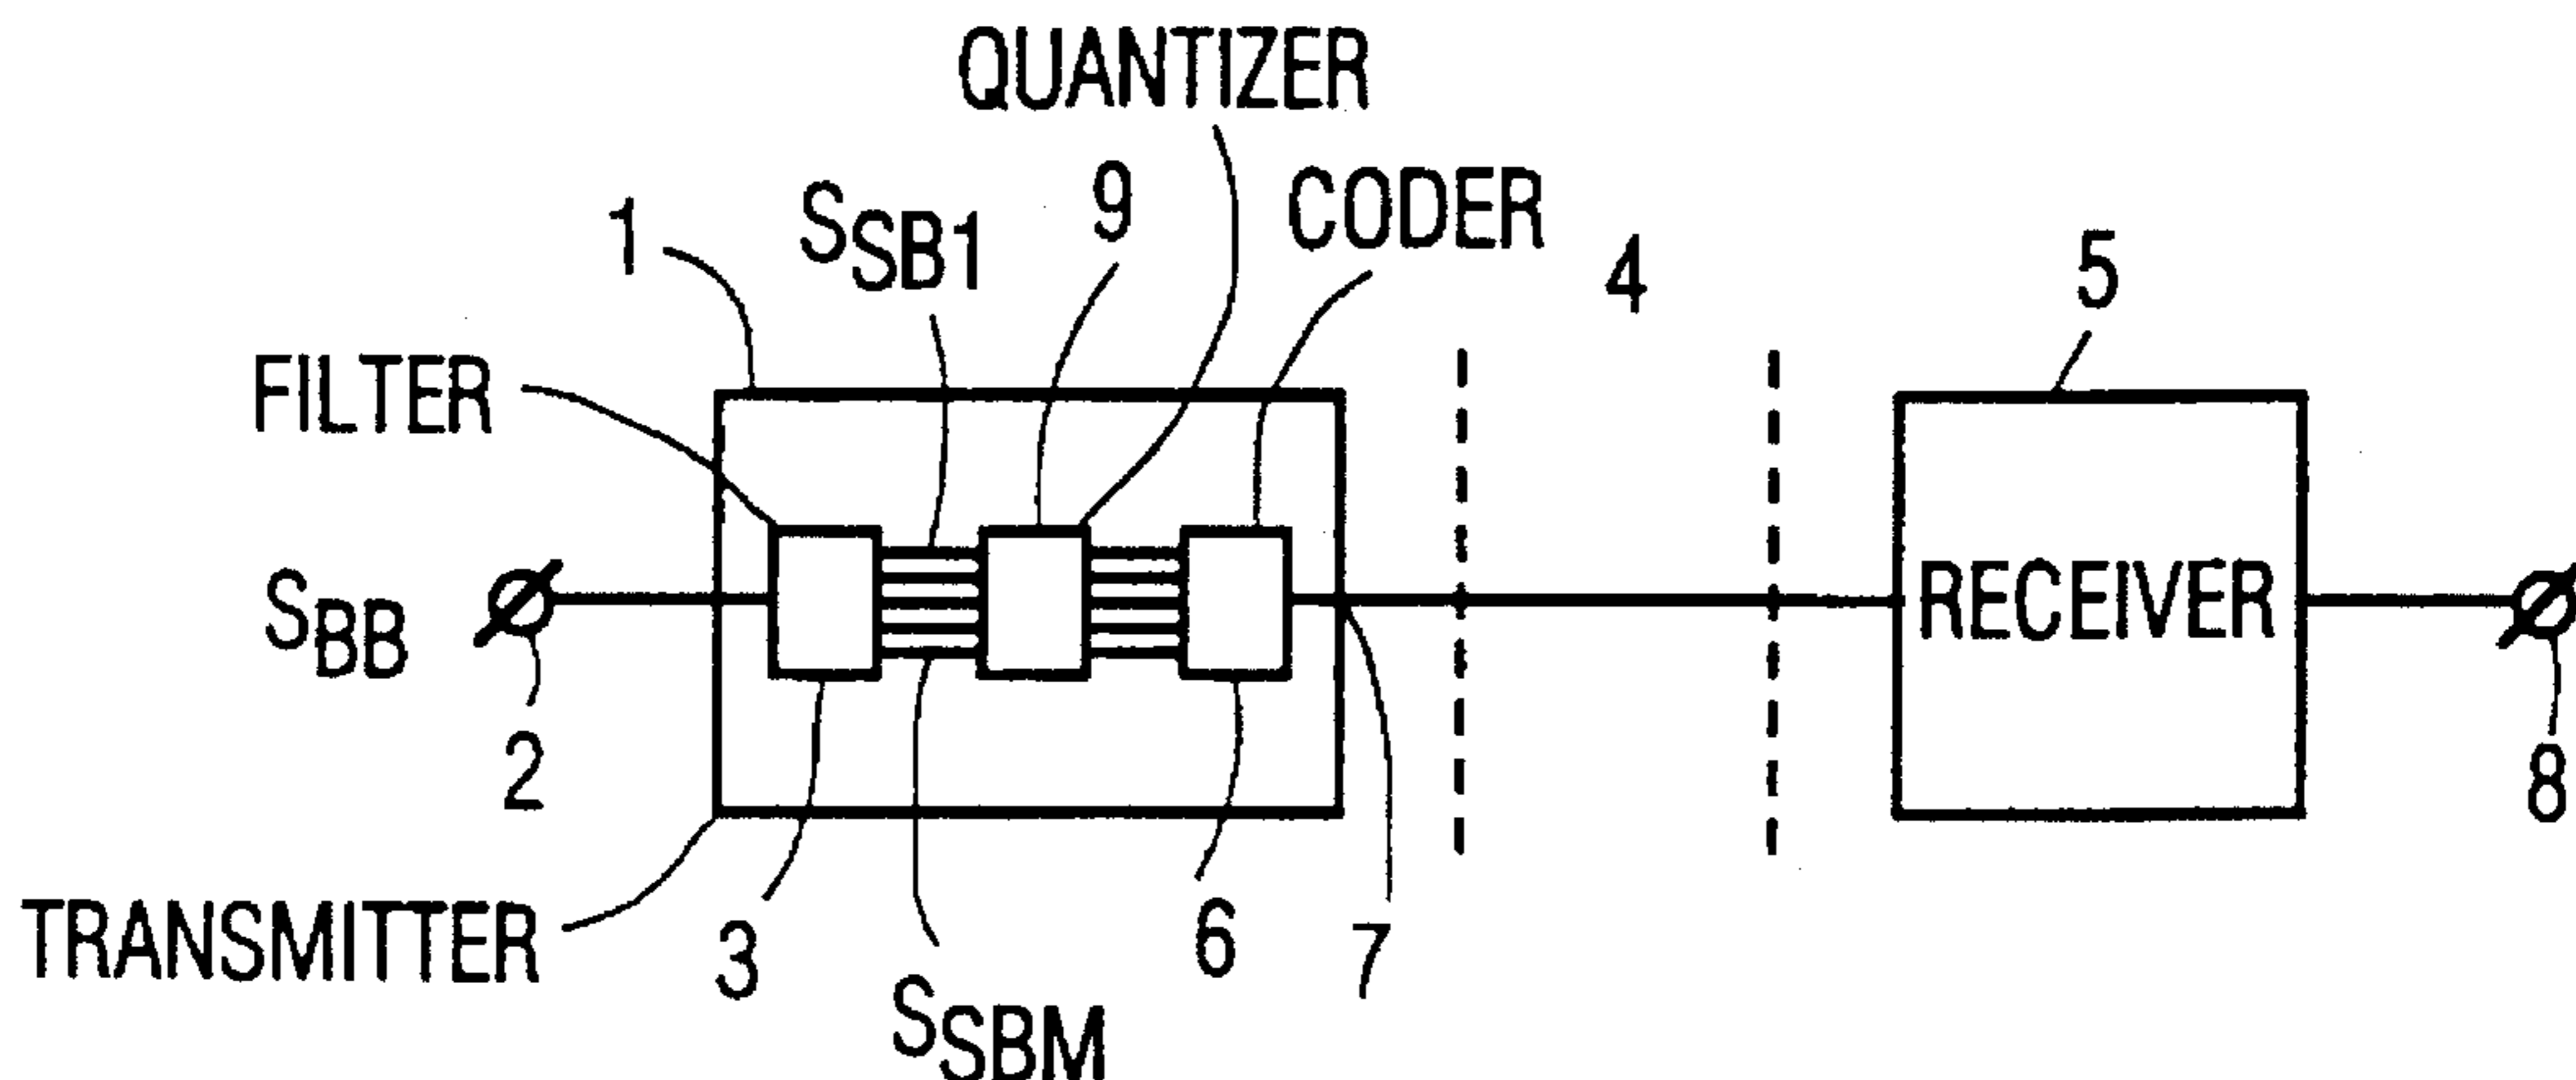 QUANTIZER
1
S_SB1
9
CODER
4
5
FILTER
S_BB
2
RECEIVER
8
TRANSMITTER
3
S_SBM
6
7